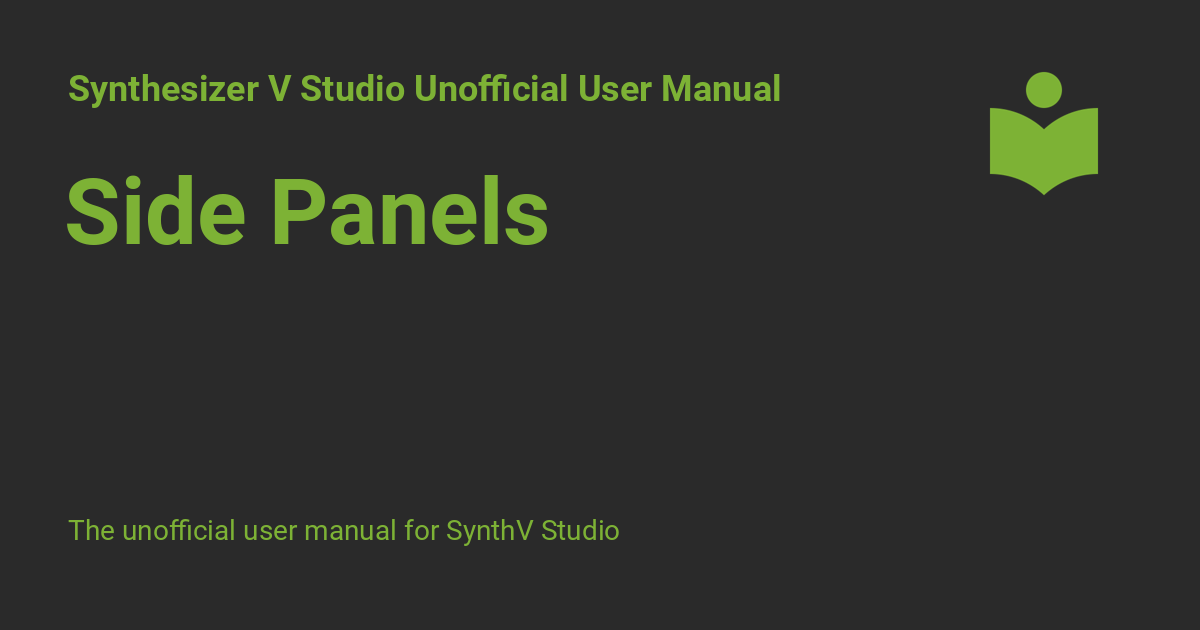 Synthesizer V Studio Unofficial User Manual
Side Panels
The unofficial user manual for SynthV Studio